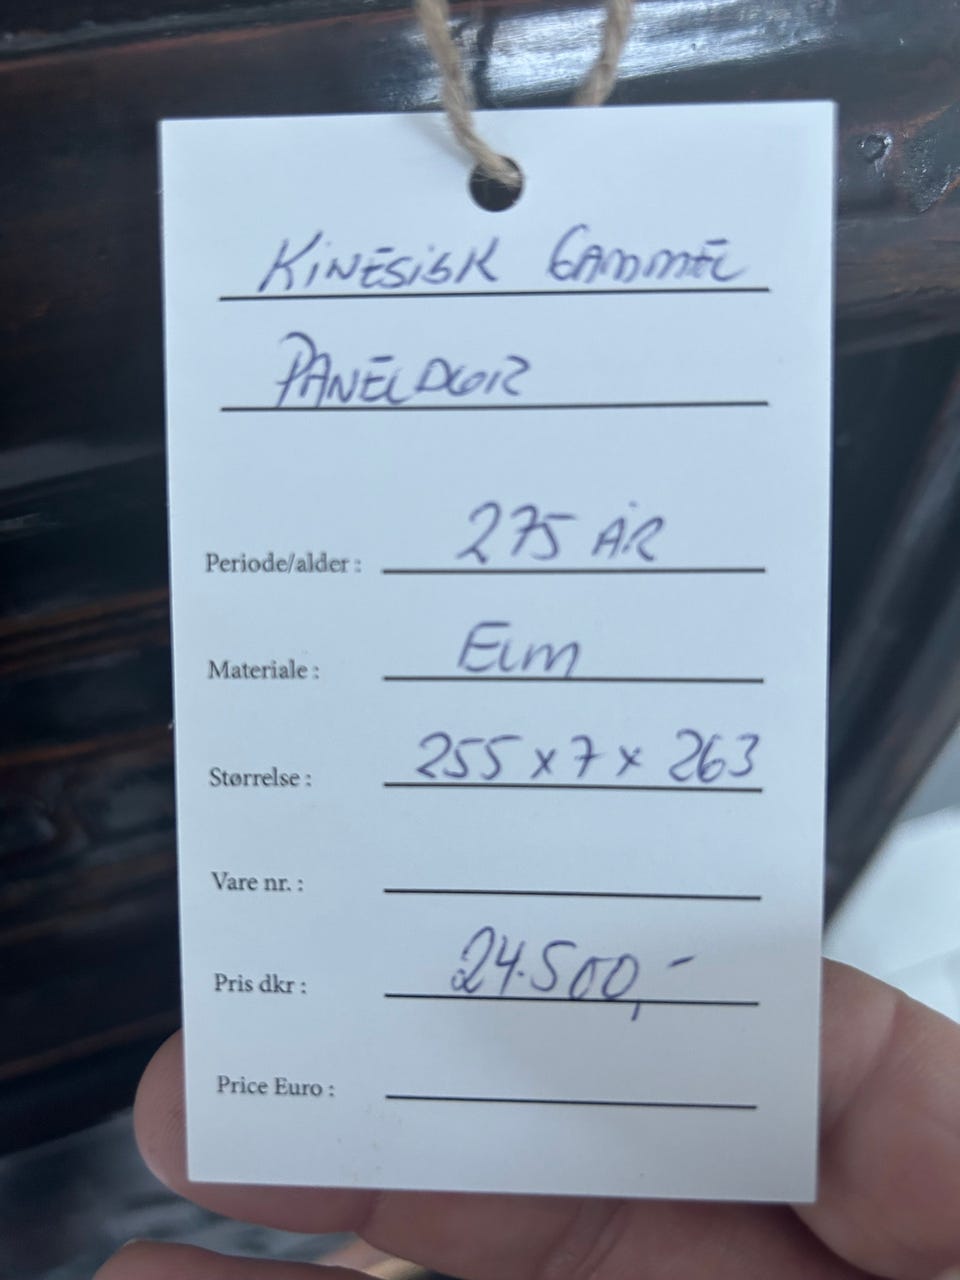 KINESISK GAMMEL
PANELDØR
Periode/alder : 275 ÅR
Materiale : ELM
Størrelse : 255 x 7 x 263
Vare nr. :
Pris dkr : 24.500,-
Price Euro :